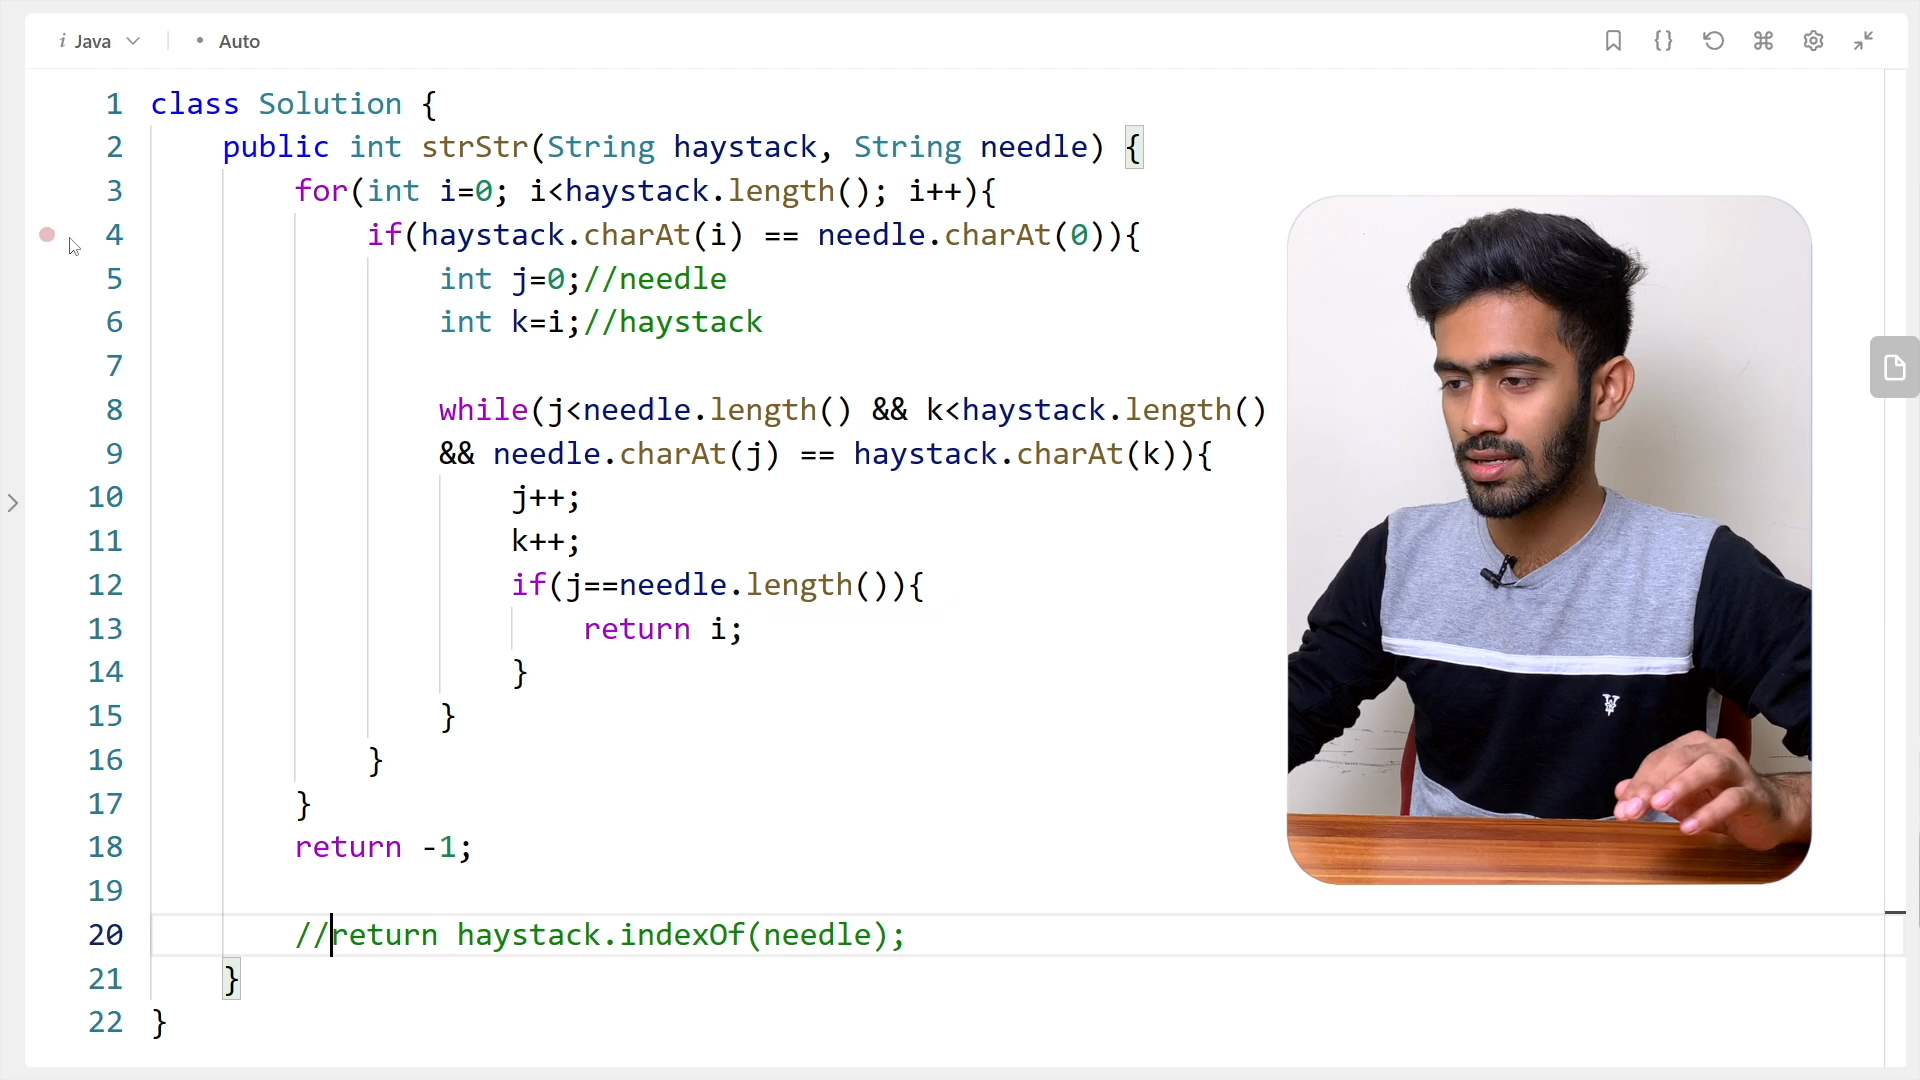 i Java • Auto
1 class Solution {
2 public int strStr(String haystack, String needle) {
3 for(int i=0; i<haystack.length(); i++){
4 if(haystack.charAt(i) == needle.charAt(0)){
5 int j=0;//needle
6 int k=i;//haystack
7
8 while(j<needle.length() && k<haystack.length()
9 && needle.charAt(j) == haystack.charAt(k)){
10 j++;
11 k++;
12 if(j==needle.length()){
13 return i;
14 }
15 }
16 }
17 }
18 return -1;
19
20 //return haystack.indexOf(needle);
21 }
22 }